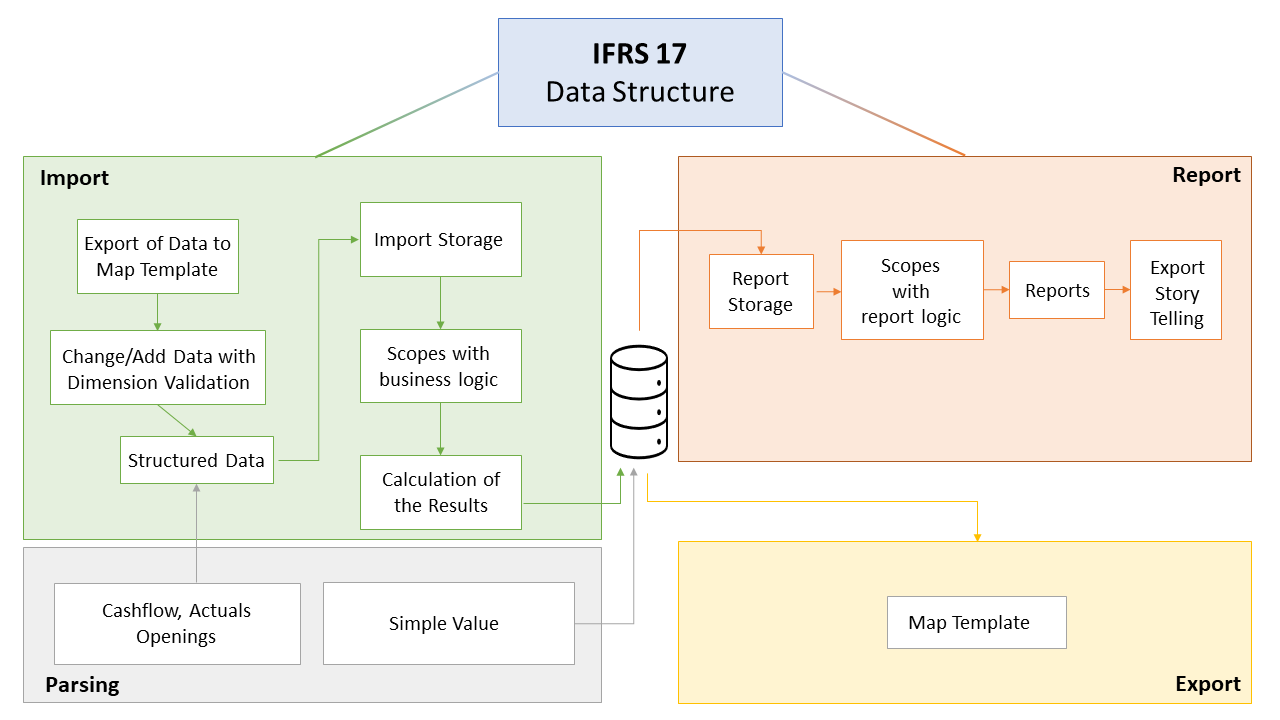 IFRS 17
Data Structure
Import
Export of Data to
Map Template
Change/Add Data with
Dimension Validation
Structured Data
Import Storage
Scopes with
business logic
Calculation of
the Results
Report
Report
Storage
Scopes
with
report logic
Reports
Export
Story
Telling
Cashflow, Actuals
Openings
Simple Value
Parsing
Map Template
Export